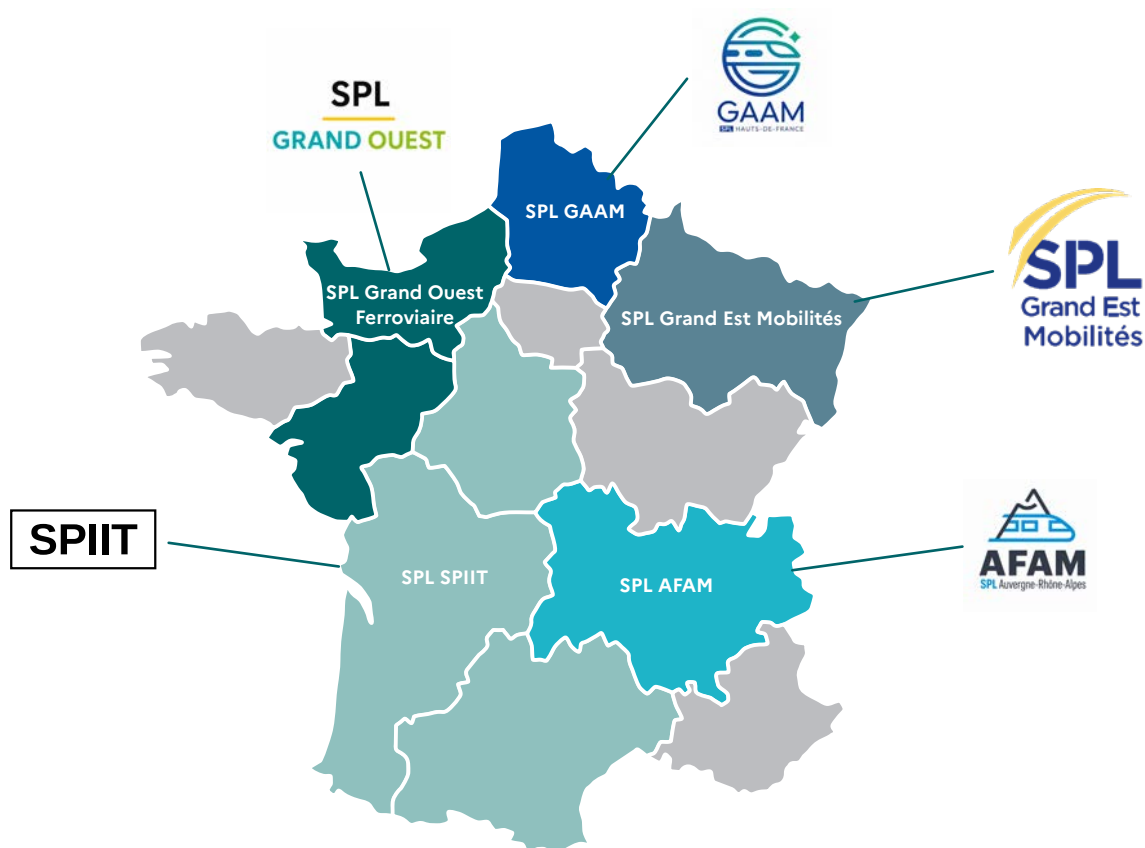 GAAM
SPL HAUTS-DE-FRANCE
SPL
GRAND OUEST
SPL GAAM
SPL
Grand Est
Mobilités
SPL Grand Ouest
Ferroviaire
SPL Grand Est Mobilités
SPIIT
AFAM
SPL Auvergne-Rhône-Alpes
SPL SPIIT
SPL AFAM